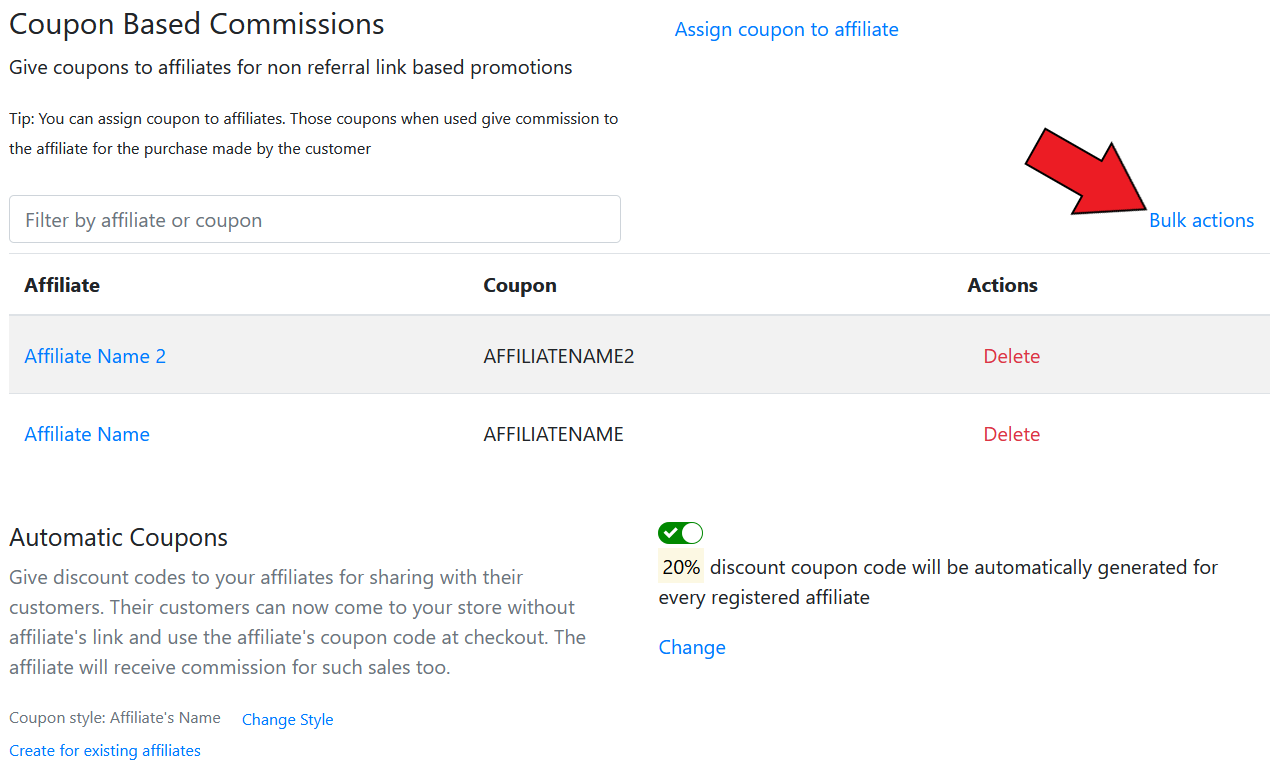 Coupon Based Commissions
Assign coupon to affiliate
Give coupons to affiliates for non referral link based promotions
Tip: You can assign coupon to affiliates. Those coupons when used give commission to
the affiliate for the purchase made by the customer
Filter by affiliate or coupon
Bulk actions
Affiliate Coupon Actions
Affiliate Name 2 AFFILIATENAME2 Delete
Affiliate Name AFFILIATENAME Delete
Automatic Coupons
Give discount codes to your affiliates for sharing with their
customers. Their customers can now come to your store without
affiliate's link and use the affiliate's coupon code at checkout. The
affiliate will receive commission for such sales too.
Coupon style: Affiliate's Name Change Style
Create for existing affiliates
20% discount coupon code will be automatically generated for
every registered affiliate
Change